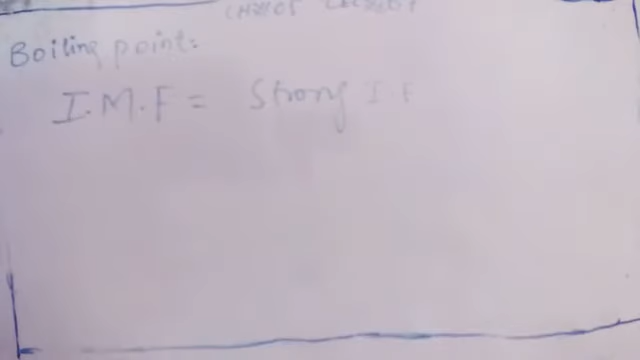 Boiling point:
I.M.F = Strong I.F